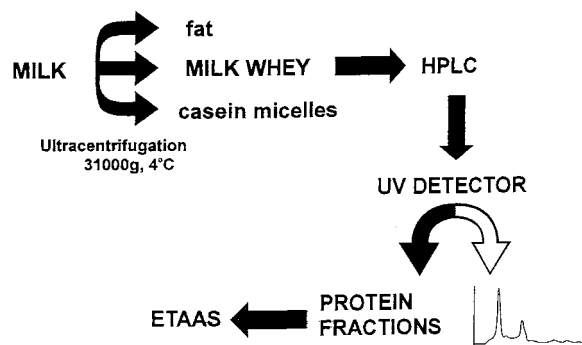 fat
MILK
MILK WHEY
HPLC
casein micelles
Ultracentrifugation
31000g, 4°C
UV DETECTOR
PROTEIN
FRACTIONS
ETAAS